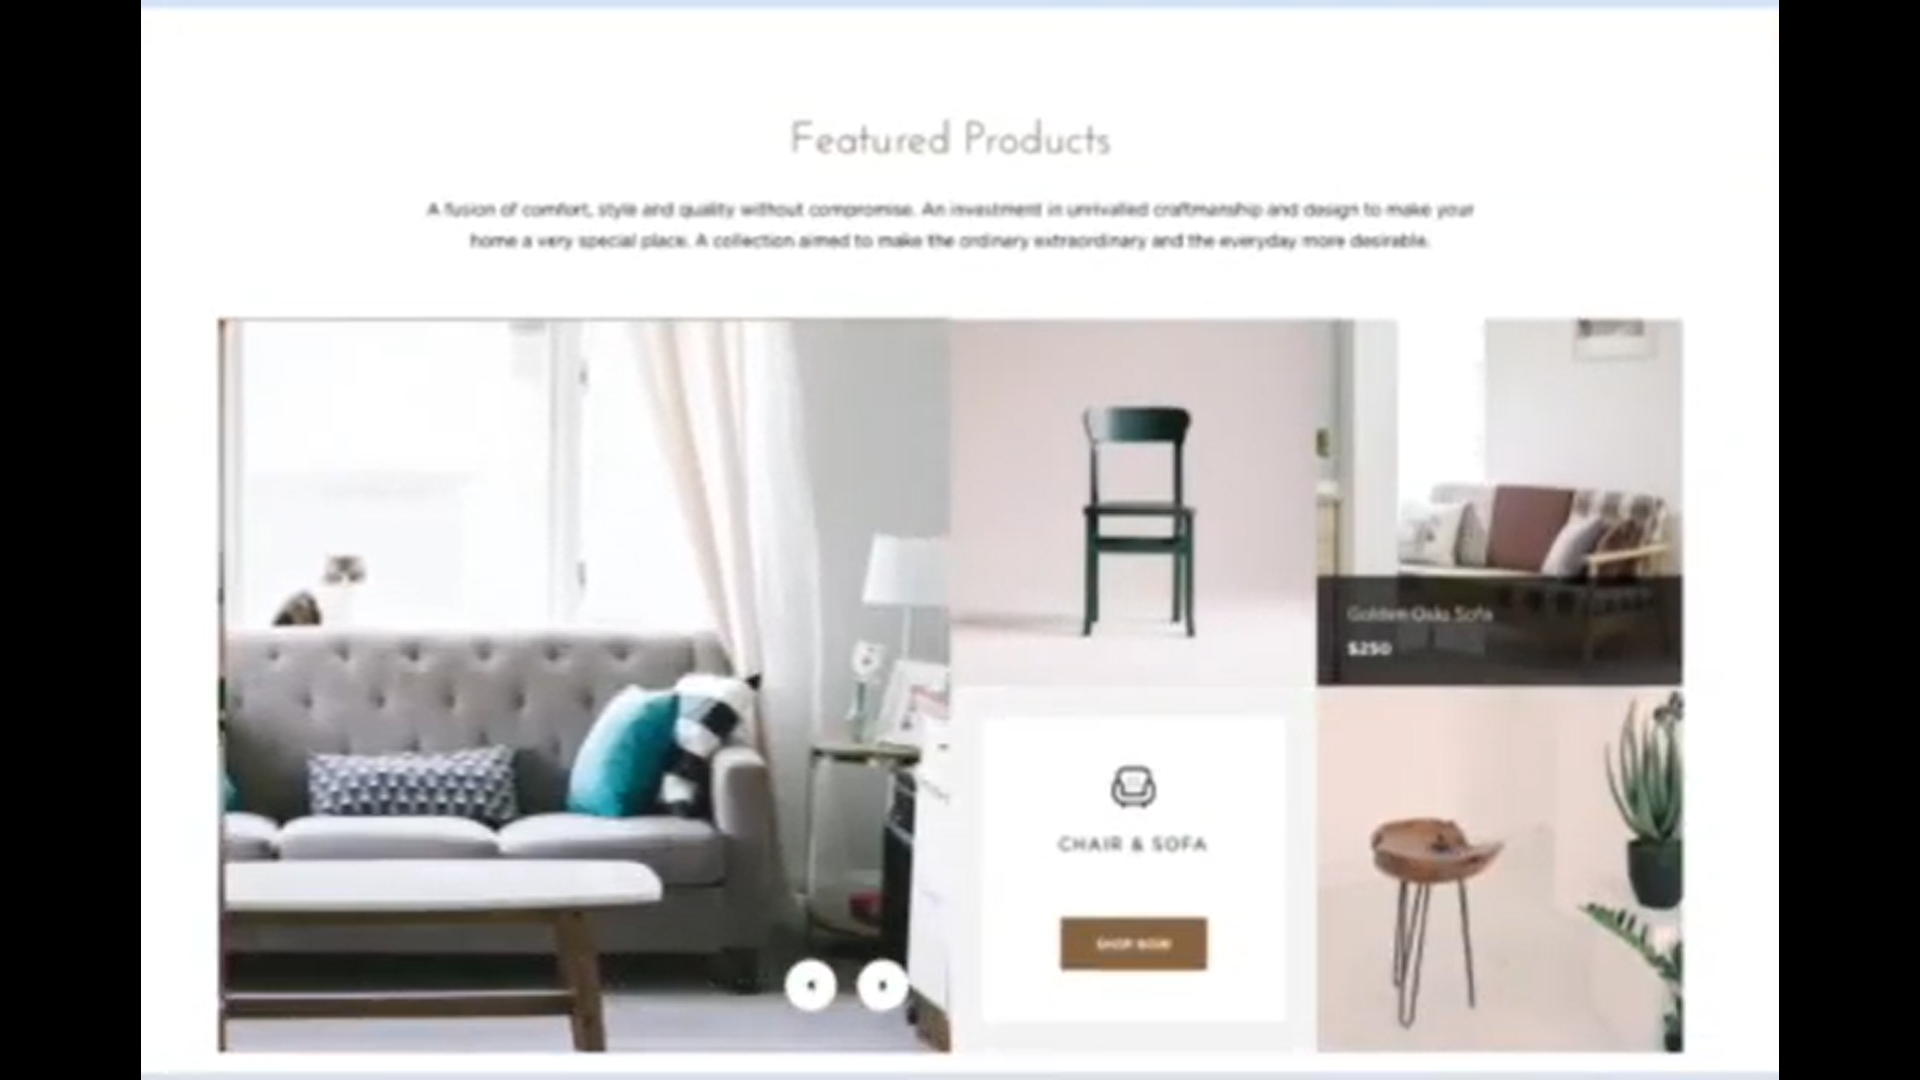 Featured Products
A fusion of comfort, style and quality without compromise. An investment in unrivalled craftmanship and design to make your
home a very special place. A collection aimed to make the ordinary extraordinary and the everyday more desirable.
Golden Oslo Sofa
$250
CHAIR & SOFA
SHOP NOW